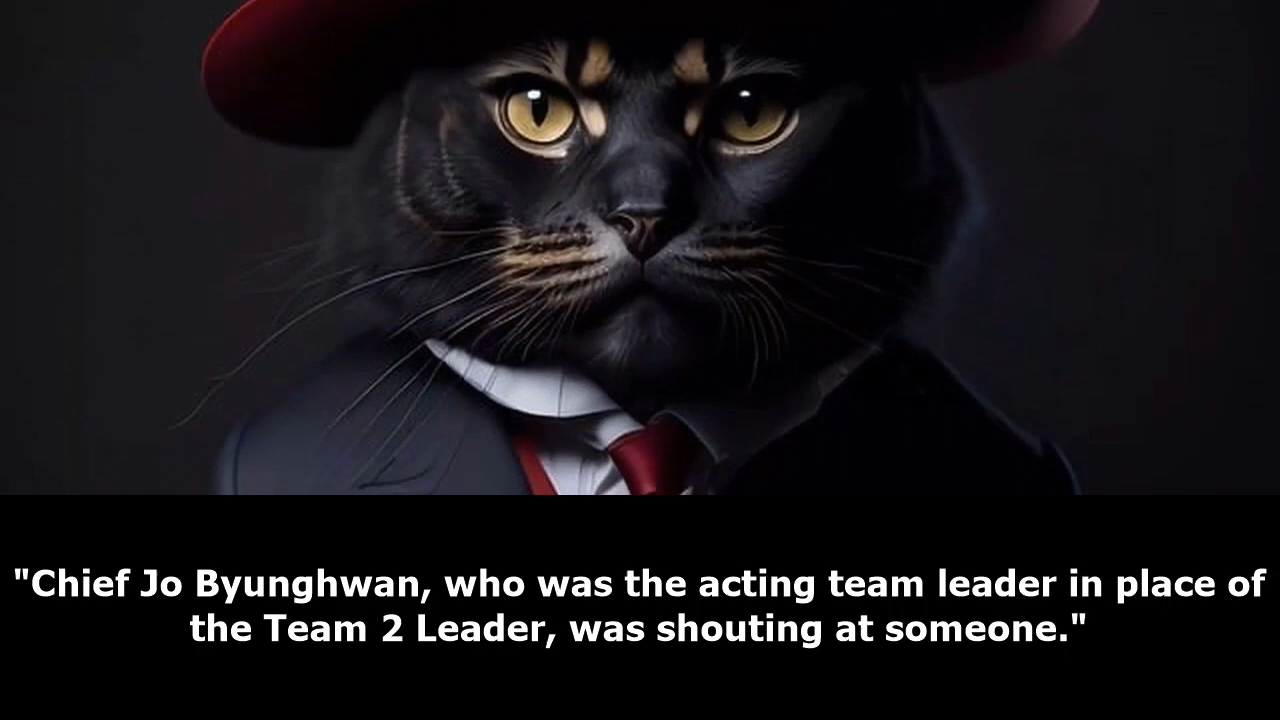 "Chief Jo Byunghwan, who was the acting team leader in place of
the Team 2 Leader, was shouting at someone."